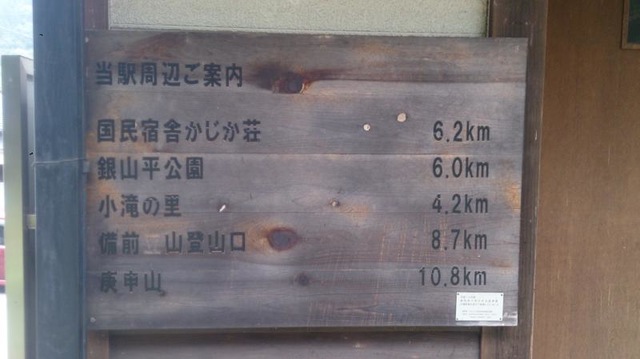 当駅周辺ご案内
国民宿舎かじか荘 6.2km
銀山平公園 6.0km
小滝の里 4.2km
備前 山登山口 8.7km
庚申山 10.8km